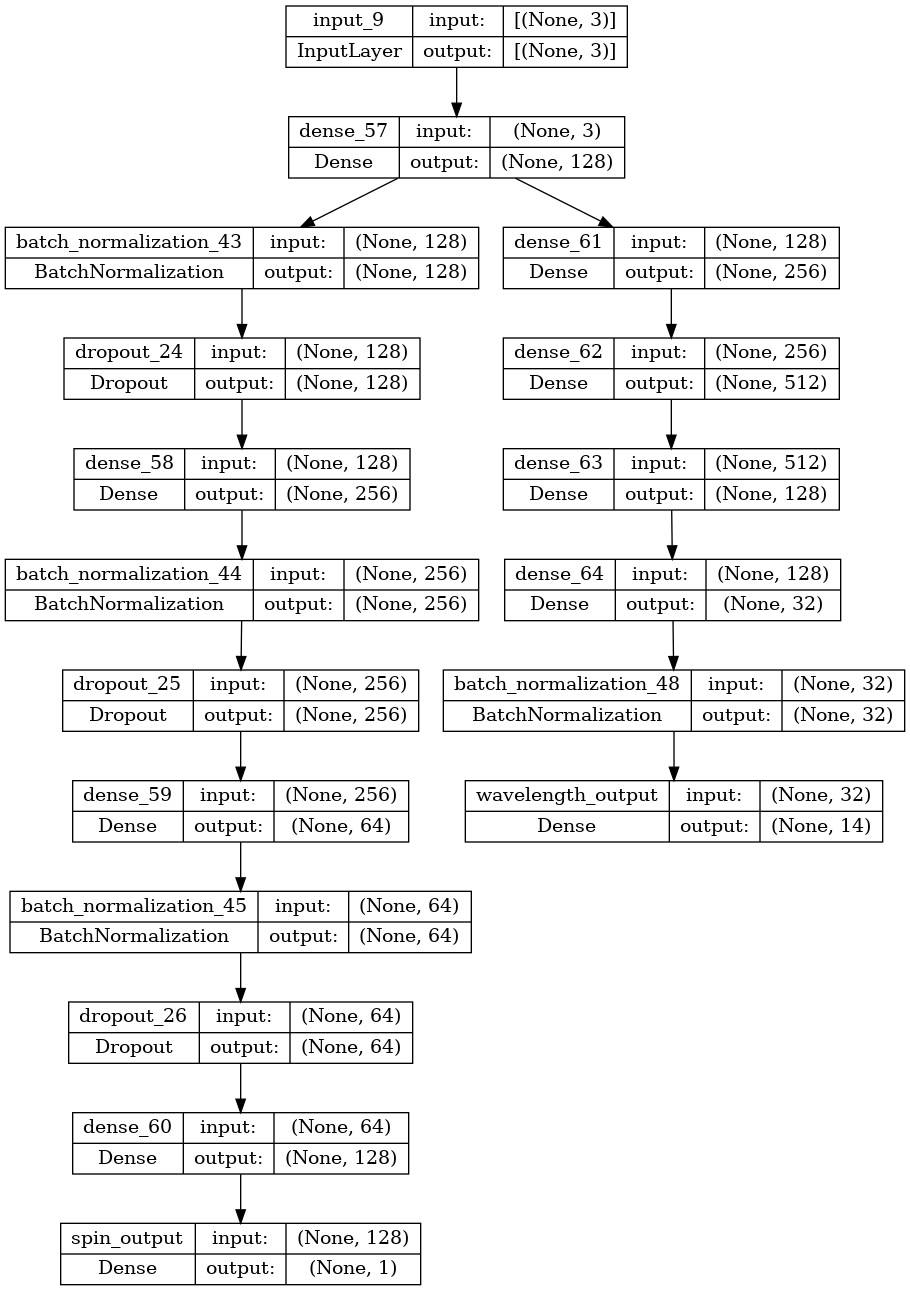 input_9 input: [(None, 3)]
InputLayer output: [(None, 3)]
dense_57 input: (None, 3)
Dense output: (None, 128)
batch_normalization_43 input: (None, 128)
BatchNormalization output: (None, 128)
dense_61 input: (None, 128)
Dense output: (None, 256)
dropout_24 input: (None, 128)
Dropout output: (None, 128)
dense_62 input: (None, 256)
Dense output: (None, 512)
dense_58 input: (None, 128)
Dense output: (None, 256)
dense_63 input: (None, 512)
Dense output: (None, 128)
batch_normalization_44 input: (None, 256)
BatchNormalization output: (None, 256)
dense_64 input: (None, 128)
Dense output: (None, 32)
dropout_25 input: (None, 256)
Dropout output: (None, 256)
batch_normalization_48 input: (None, 32)
BatchNormalization output: (None, 32)
dense_59 input: (None, 256)
Dense output: (None, 64)
wavelength_output input: (None, 32)
Dense output: (None, 14)
batch_normalization_45 input: (None, 64)
BatchNormalization output: (None, 64)
dropout_26 input: (None, 64)
Dropout output: (None, 64)
dense_60 input: (None, 64)
Dense output: (None, 128)
spin_output input: (None, 128)
Dense output: (None, 1)